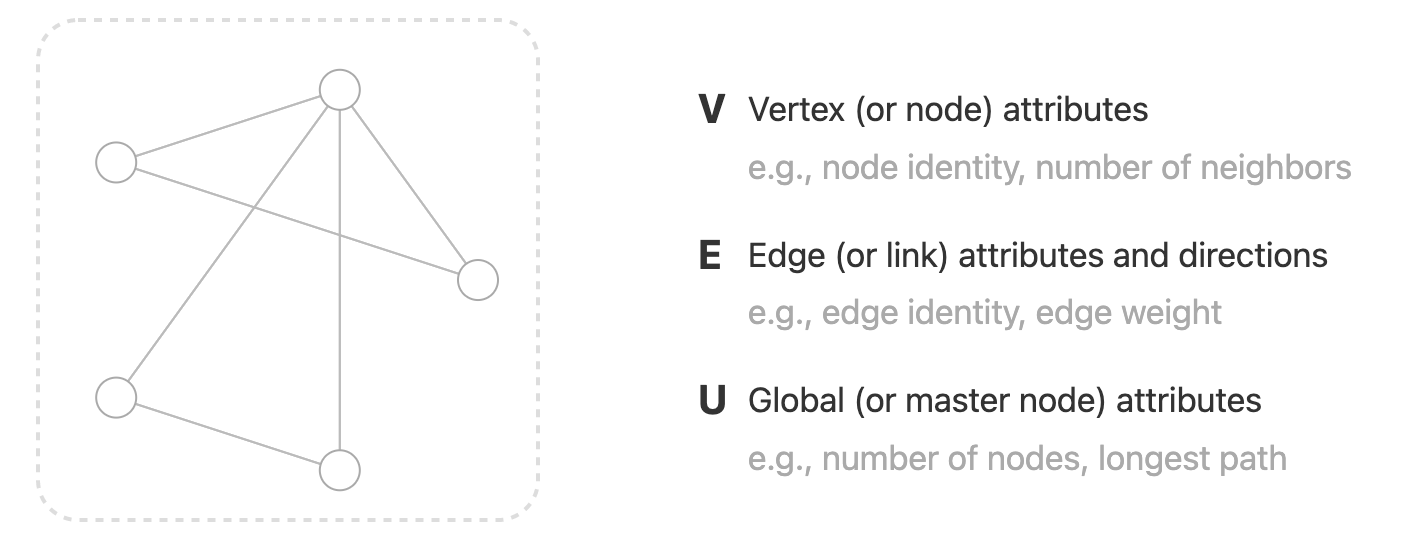 V Vertex (or node) attributes
e.g., node identity, number of neighbors
E Edge (or link) attributes and directions
e.g., edge identity, edge weight
U Global (or master node) attributes
e.g., number of nodes, longest path